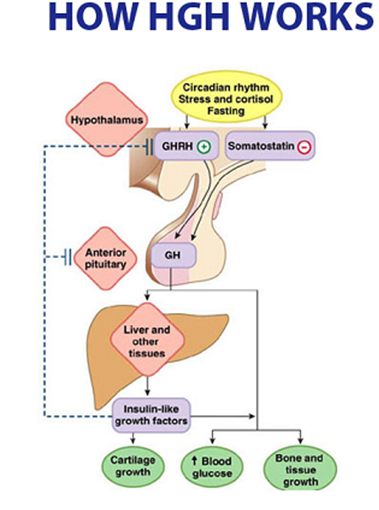 HOW HGH WORKS
Circadian rhythm
Stress and cortisol
Fasting
Hypothalamus
GHRH +
Somatostatin −
Anterior
pituitary
GH
Liver and
other
tissues
Insulin-like
growth factors
Cartilage
growth
↑ Blood
glucose
Bone and
tissue
growth